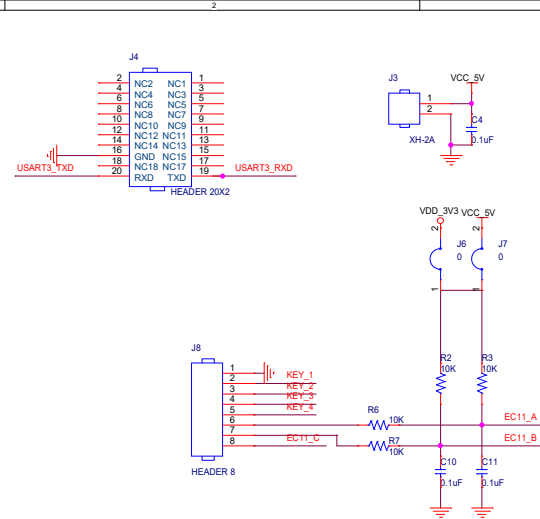 2
J4
2 NC2 NC1 1
4 NC4 NC3 3
6 NC6 NC5 5
8 NC8 NC7 7
10 NC10 NC9 9
12 NC12 NC11 11
14 NC14 NC13 13
16 GND NC15 15
18 NC18 NC17 17
20 RXD TXD 19
USART3_TXD
USART3_RXD
HEADER 20X2
J3
1
2
XH-2A
VCC_5V
C4
0.1uF
VDD_3V3
VCC_5V
2
2
J6
0
J7
0
1
1
R2
10K
R3
10K
J8
1
2
3
4
5
6
7
8
KEY_1
KEY_2
KEY_3
KEY_4
EC11_C
HEADER 8
R6
10K
R7
10K
EC11_A
EC11_B
C10
0.1uF
C11
0.1uF